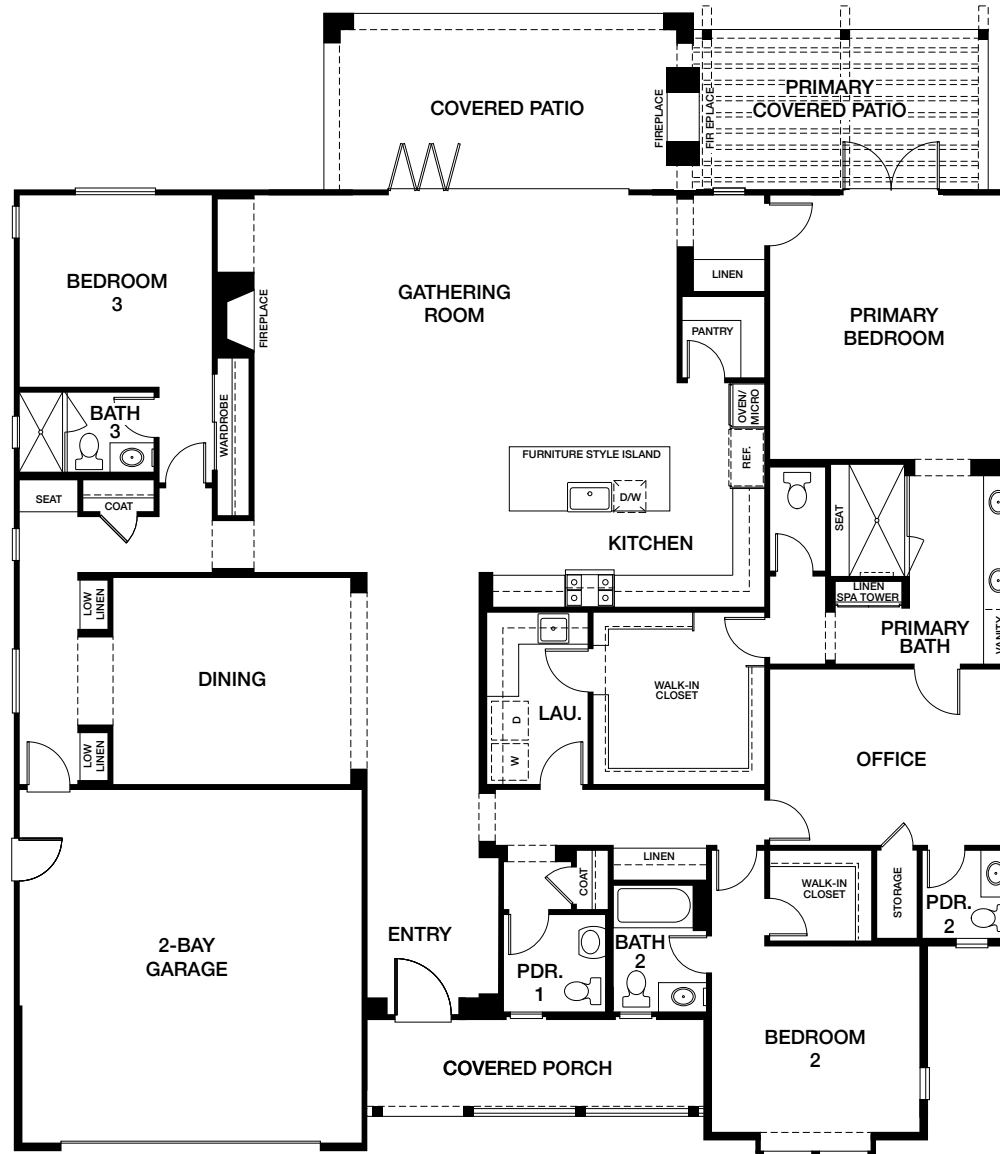 COVERED PATIO
FIREPLACE
FIREPLACE
PRIMARY
COVERED PATIO
BEDROOM
3
FIREPLACE
GATHERING
ROOM
LINEN
PANTRY
PRIMARY
BEDROOM
BATH
3
WARDROBE
OVEN/
MICRO
REF.
FURNITURE STYLE ISLAND
D/W
KITCHEN
SEAT
COAT
SEAT
LINEN
SPA TOWER
PRIMARY
BATH
VANITY
LOW
LINEN
DINING
LOW
LINEN
LAU.
D
W
WALK-IN
CLOSET
OFFICE
LINEN
COAT
WALK-IN
CLOSET
STORAGE
PDR.
2
2-BAY
GARAGE
ENTRY
PDR.
1
BATH
2
BEDROOM
2
COVERED PORCH